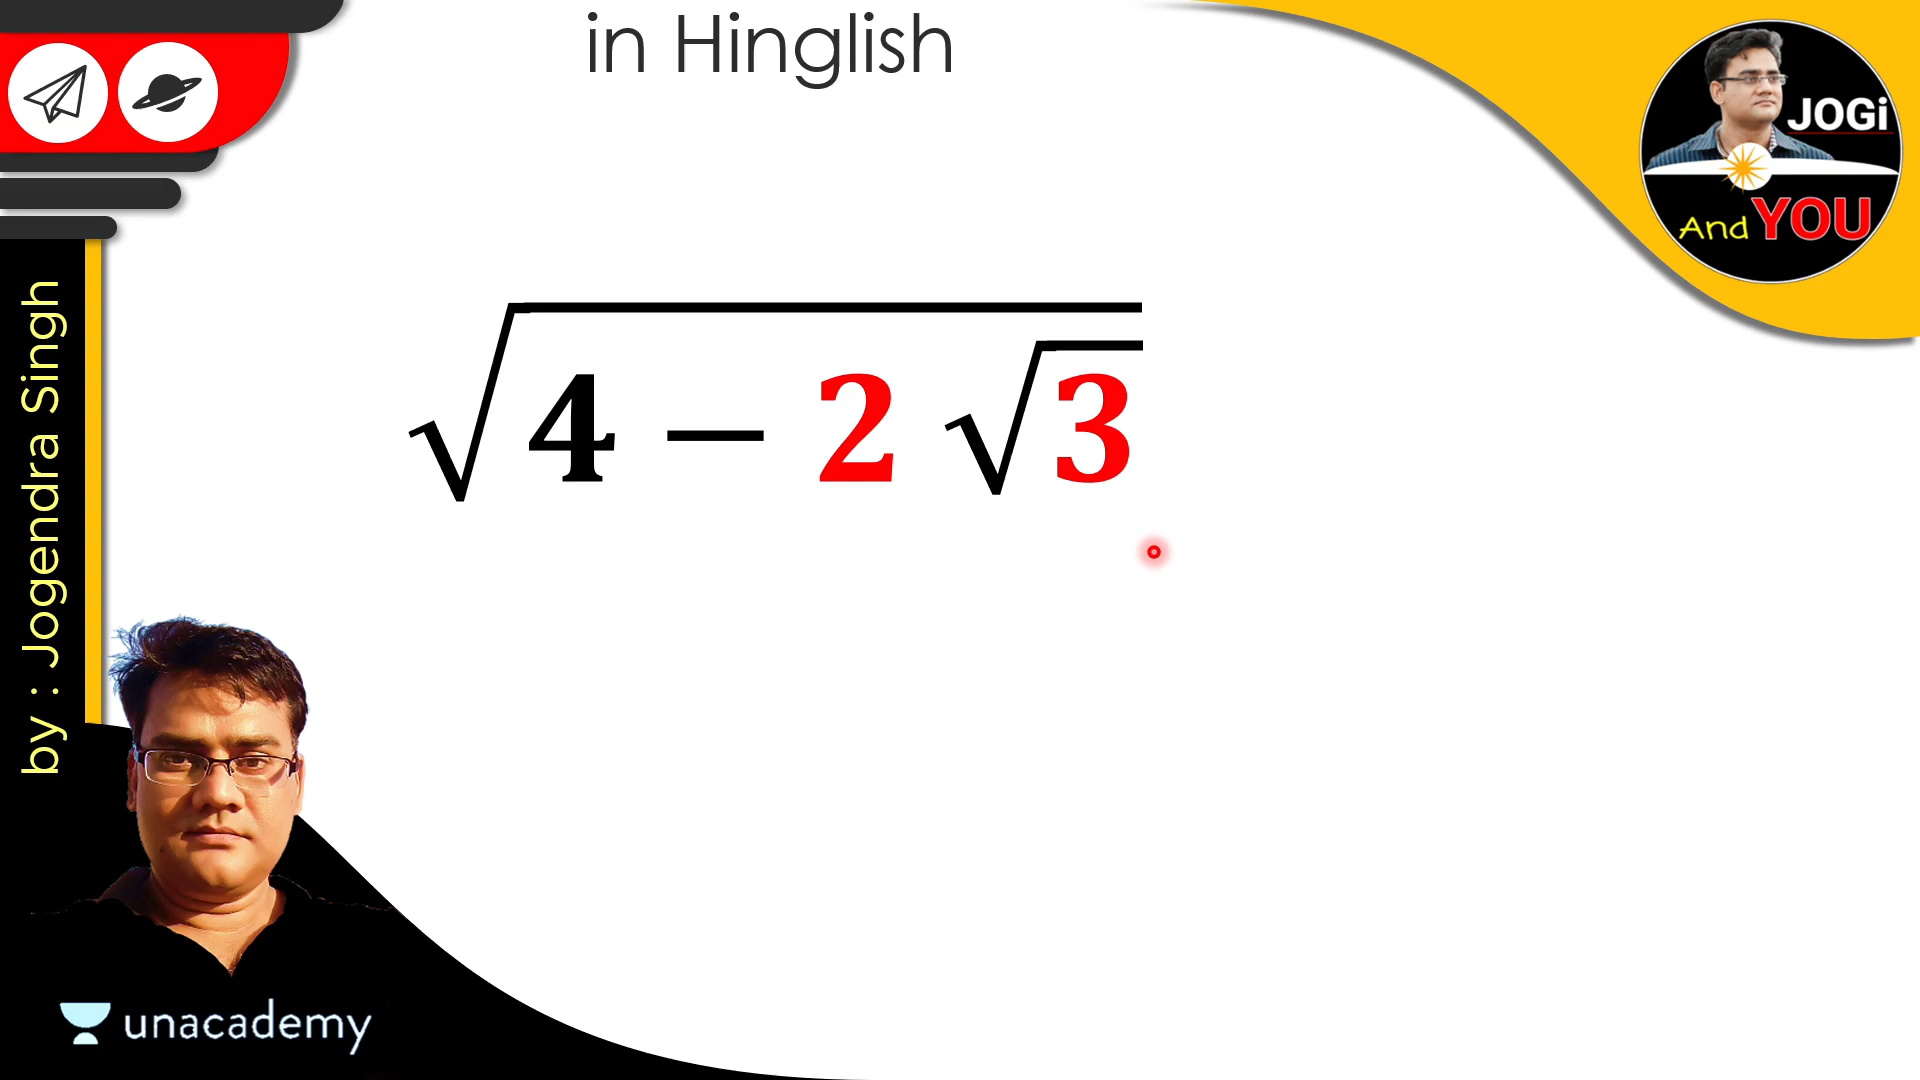 in Hinglish
JOGi
And YOU
by : Jogendra Singh
√4 − 2 √3
unacademy